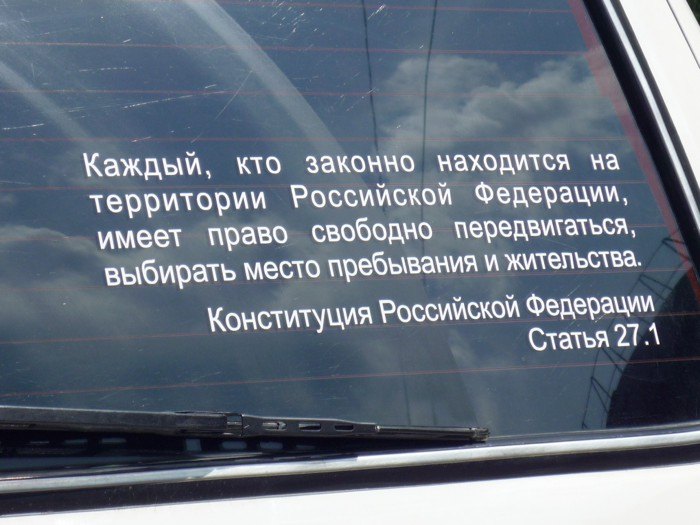 Каждый, кто законно находится на
территории Российской Федерации,
имеет право свободно передвигаться,
выбирать место пребывания и жительства.
Конституция Российской Федерации
Статья 27.1